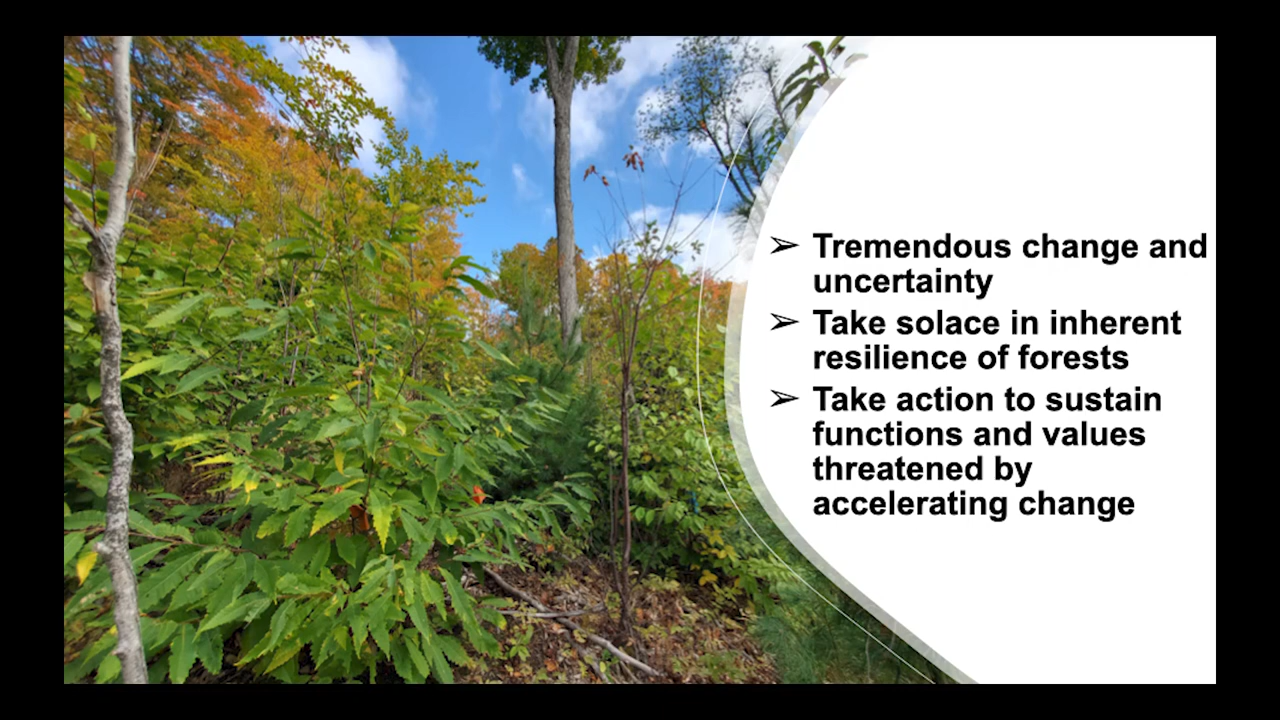 ➢ Tremendous change and
uncertainty
➢ Take solace in inherent
resilience of forests
➢ Take action to sustain
functions and values
threatened by
accelerating change